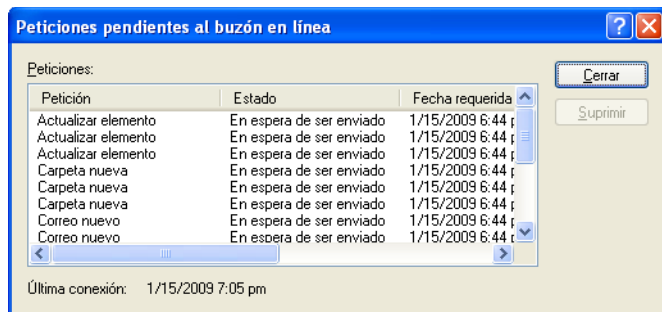 Peticiones pendientes al buzón en línea
Peticiones:
Cerrar
Suprimir
Petición Estado Fecha requerida
Actualizar elemento En espera de ser enviado 1/15/2009 6:44 p
Actualizar elemento En espera de ser enviado 1/15/2009 6:44 p
Actualizar elemento En espera de ser enviado 1/15/2009 6:44 p
Carpeta nueva En espera de ser enviado 1/15/2009 6:44 p
Carpeta nueva En espera de ser enviado 1/15/2009 6:44 p
Carpeta nueva En espera de ser enviado 1/15/2009 6:44 p
Correo nuevo En espera de ser enviado 1/15/2009 6:44 p
Correo nuevo En espera de ser enviado 1/15/2009 6:44 p
Última conexión: 1/15/2009 7:05 pm